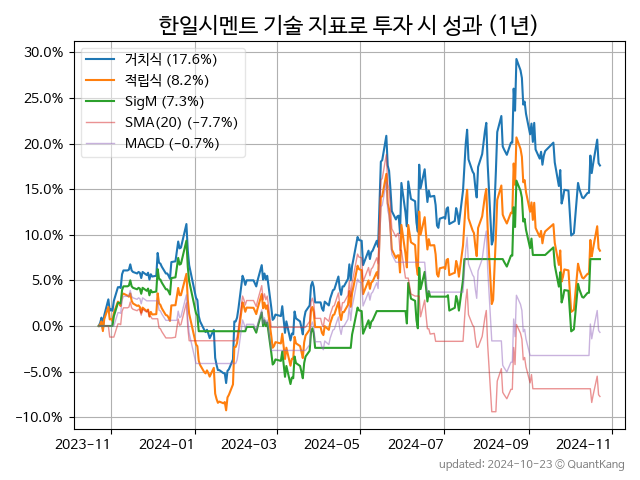 한일시멘트 기술 지표로 투자 시 성과 (1년)
30.0%
25.0%
20.0%
15.0%
10.0%
5.0%
0.0%
−5.0%
−10.0%
거치식 (17.6%)
적립식 (8.2%)
SigM (7.3%)
SMA(20) (−7.7%)
MACD (−0.7%)
2023-11
2024-01
2024-03
2024-05
2024-07
2024-09
2024-11
updated: 2024-10-23 © QuantKang